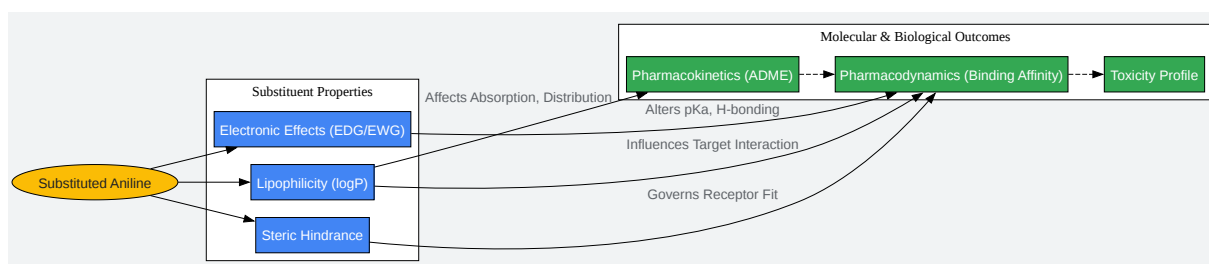 Molecular & Biological Outcomes
Pharmacokinetics (ADME)
Pharmacodynamics (Binding Affinity)
Toxicity Profile
Substituent Properties
Affects Absorption, Distribution
Alters pKa, H-bonding
Electronic Effects (EDG/EWG)
Influences Target Interaction
Substituted Aniline
Lipophilicity (logP)
Governs Receptor Fit
Steric Hindrance